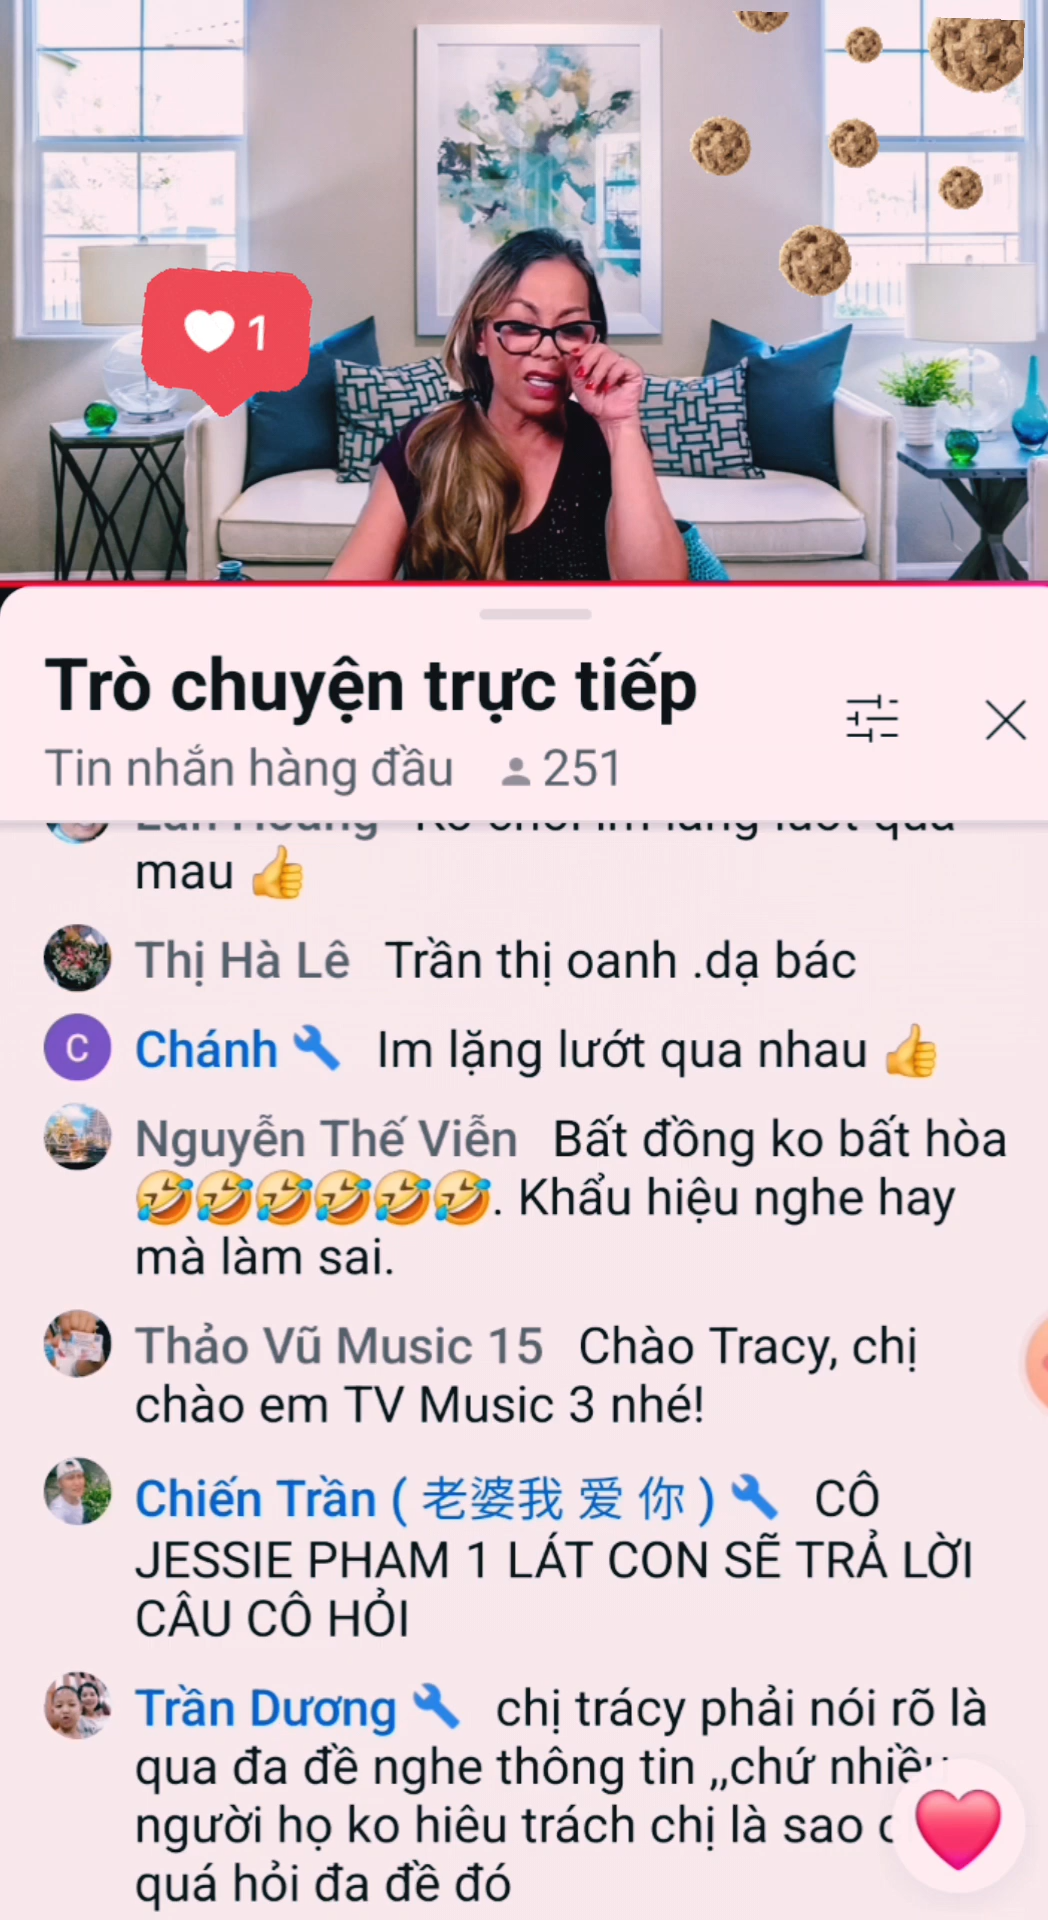 1
Trò chuyện trực tiếp
Tin nhắn hàng đầu 251
mau 👍
Thị Hà Lê Trần thị oanh .dạ bác
C Chánh Im lặng lướt qua nhau 👍
Nguyễn Thế Viễn Bất đồng ko bất hòa
🤣🤣🤣🤣🤣🤣. Khẩu hiệu nghe hay
mà làm sai.
Thảo Vũ Music 15 Chào Tracy, chị
chào em TV Music 3 nhé!
Chiến Trần ( 老婆我 爱 你 ) CÔ
JESSIE PHAM 1 LÁT CON SẼ TRẢ LỜI
CÂU CÔ HỎI
Trần Dương chị trácy phải nói rõ là
qua đa đề nghe thông tin ,,chứ nhiều
người họ ko hiêu trách chị là sao
quá hỏi đa đề đó